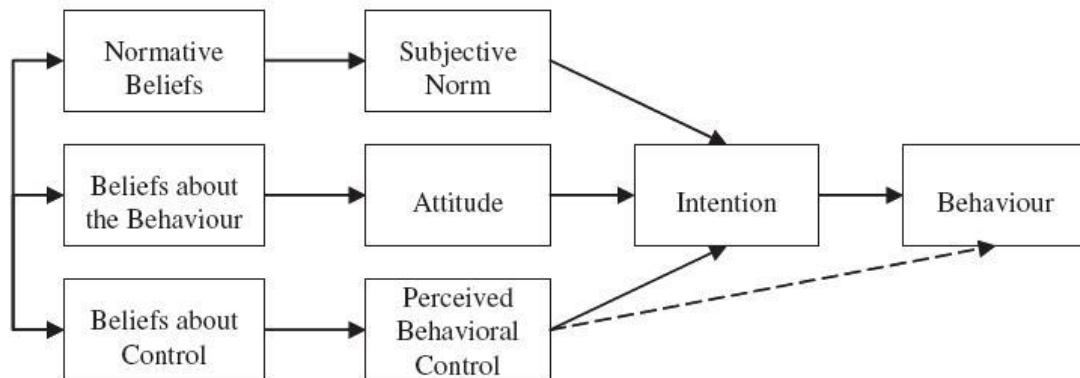 Normative
Beliefs
Subjective
Norm
Beliefs about
the Behaviour
Attitude
Intention
Behaviour
Beliefs about
Control
Perceived
Behavioral
Control